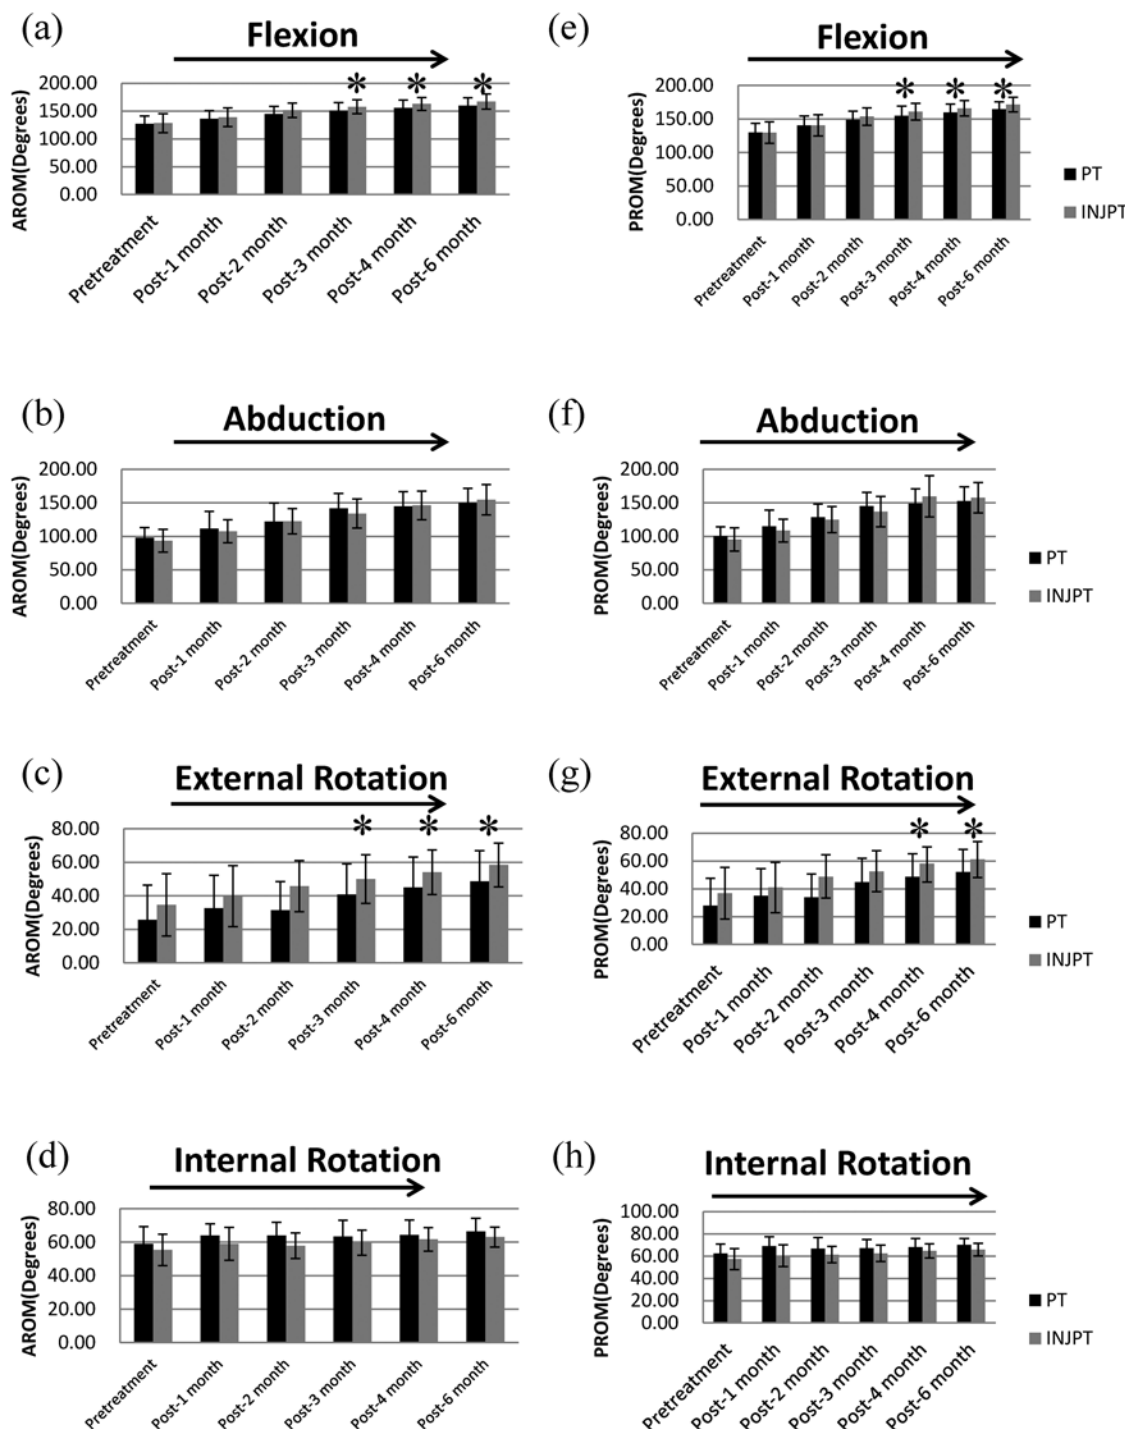 (a)
Flexion
* * *
AROM(Degrees)
200.00
150.00
100.00
50.00
0.00
Pretreatment
Post-1 month
Post-2 month
Post-3 month
Post-4 month
Post-6 month
(e)
Flexion
* * *
PROM(Degrees)
200.00
150.00
100.00
50.00
0.00
Pretreatment
Post-1 month
Post-2 month
Post-3 month
Post-4 month
Post-6 month
PT
INJPT
(b)
Abduction
AROM(Degrees)
200.00
150.00
100.00
50.00
0.00
Pretreatment
Post-1 month
Post-2 month
Post-3 month
Post-4 month
Post-6 month
(f)
Abduction
PROM(Degrees)
200.00
150.00
100.00
50.00
0.00
Pretreatment
Post-1 month
Post-2 month
Post-3 month
Post-4 month
Post-6 month
PT
INJPT
(c)
External Rotation
* * *
AROM(Degrees)
80.00
60.00
40.00
20.00
0.00
Pretreatment
Post-1 month
Post-2 month
Post-3 month
Post-4 month
Post-6 month
(g)
External Rotation
* *
PROM(Degrees)
80.00
60.00
40.00
20.00
0.00
Pretreatment
Post-1 month
Post-2 month
Post-3 month
Post-4 month
Post-6 month
PT
INJPT
(d)
Internal Rotation
AROM(Degrees)
80.00
60.00
40.00
20.00
0.00
Pretreatment
Post-1 month
Post-2 month
Post-3 month
Post-4 month
Post-6 month
(h)
Internal Rotation
PROM(Degrees)
100.00
80.00
60.00
40.00
20.00
0.00
Pretreatment
Post-1 month
Post-2 month
Post-3 month
Post-4 month
Post-6 month
PT
INJPT